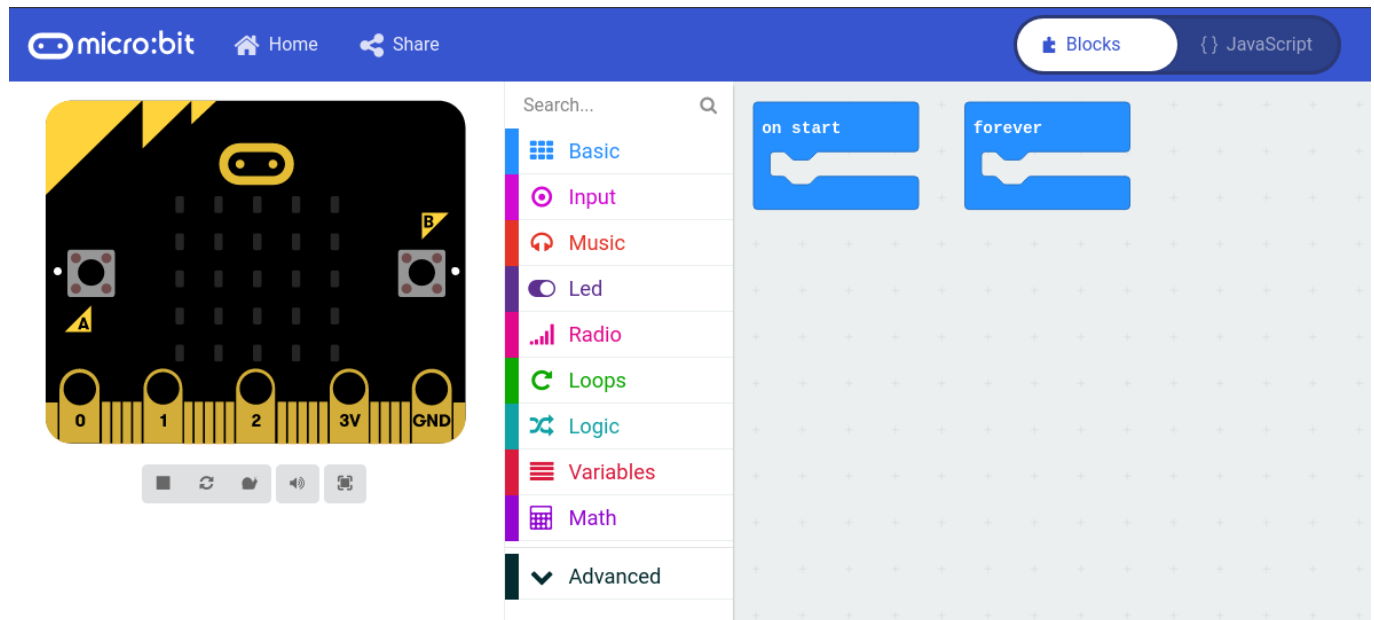 micro:bit
Home
Share
Blocks
{ } JavaScript
B
A
0
1
2
3V
GND
Search...
Basic
Input
Music
Led
Radio
Loops
Logic
Variables
Math
Advanced
on start
forever